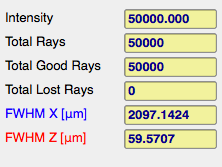 Intensity 50000.000
Total Rays 50000
Total Good Rays 50000
Total Lost Rays 0
FWHM X [μm] 2097.1424
FWHM Z [μm] 59.5707